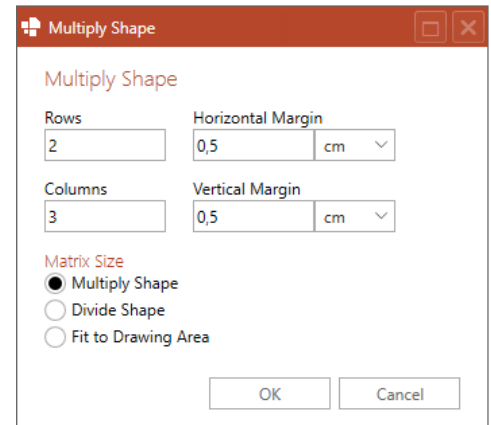 Multiply Shape
Multiply Shape
Rows Horizontal Margin
2 0,5 cm
Columns Vertical Margin
3 0,5 cm
Matrix Size
Multiply Shape
Divide Shape
Fit to Drawing Area
OK Cancel